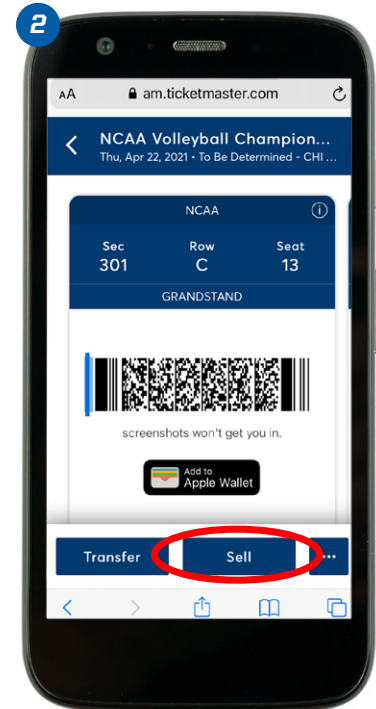 2
AA am.ticketmaster.com
NCAA Volleyball Champion...
Thu, Apr 22, 2021 • To Be Determined - CHI ...
NCAA
Sec Row Seat
301 C 13
GRANDSTAND
screenshots won't get you in.
Add to
Apple Wallet
Transfer Sell ...